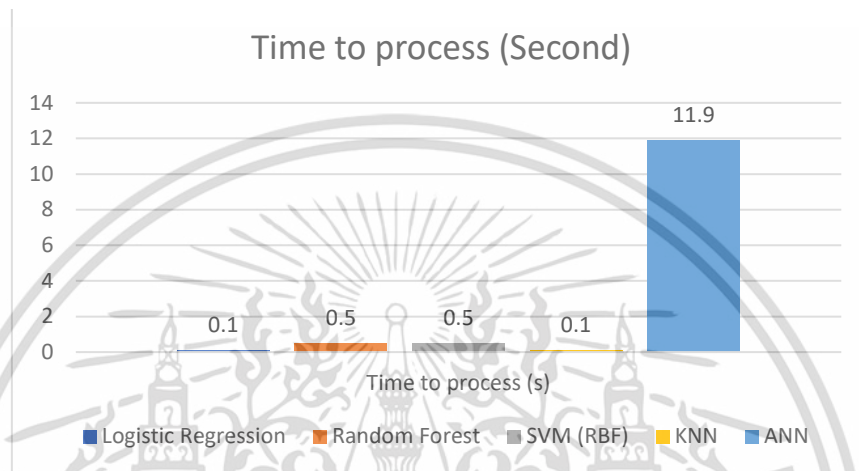 Time to process (Second)
14
12
10
8
6
4
2
0
0.1
0.5
0.5
0.1
11.9
Time to process (s)
Logistic Regression
Random Forest
SVM (RBF)
KNN
ANN